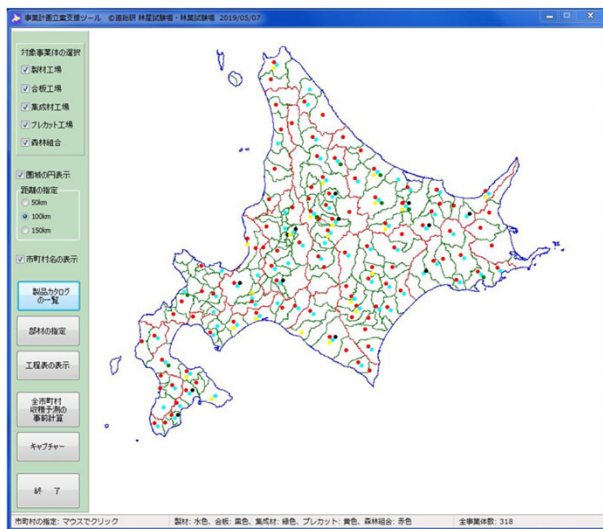 事業計画立案支援ツール ©道総研 林産試験場・林業試験場 2019/05/07
対象事業体の選択
製材工場
合板工場
集成材工場
プレカット工場
森林組合
圏域の円表示
距離の指定
50km
100km
150km
市町村名の表示
製品カタログ
の一覧
部材の指定
工程表の表示
全市町村
収穫予測の
事前計算
キャプチャー
終 了
市町村の指定: マウスでクリック
製材: 水色、合板: 黒色、集成材: 緑色、プレカット: 黄色、森林組合: 赤色
全事業体数: 318